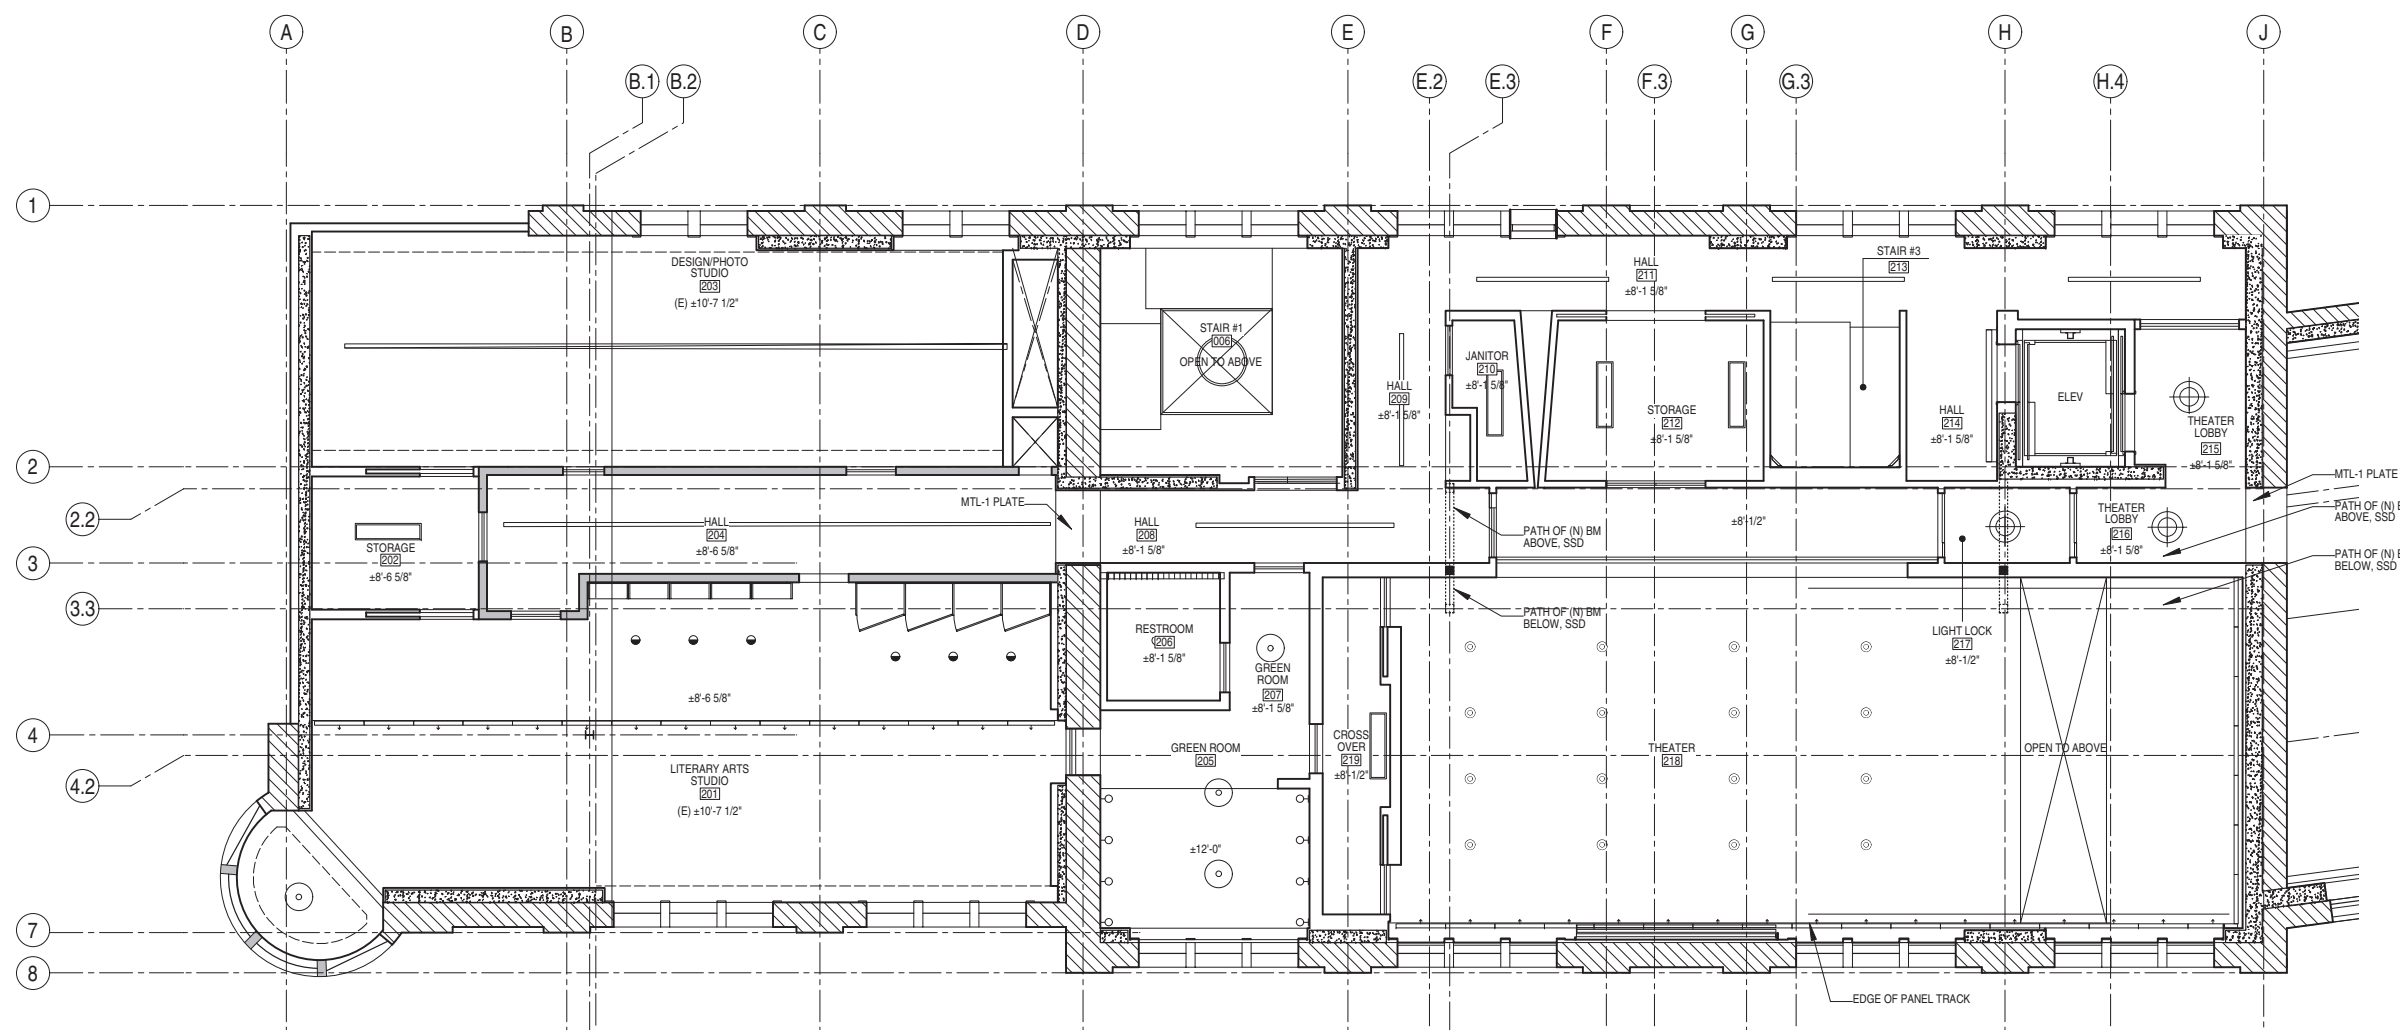 A
B
C
D
E
F
G
H
J
B.1
B.2
E.2
E.3
F.3
G.3
H.4
1
2
2.2
3
3.3
4
4.2
7
8
DESIGN/PHOTO
STUDIO
203
(E) ±10'-7 1/2"
STAIR #1
006
OPEN TO ABOVE
HALL
211
±8'-1 5/8"
STAIR #3
213
JANITOR
210
±8'-1 5/8"
HALL
209
±8'-1 5/8"
STORAGE
212
±8'-1 5/8"
HALL
214
±8'-1 5/8"
ELEV
THEATER
LOBBY
215
±8'-1 5/8"
MTL-1 PLATE
STORAGE
202
±8'-6 5/8"
HALL
204
±8'-6 5/8"
MTL-1 PLATE
HALL
208
±8'-1 5/8"
PATH OF (N) BM
ABOVE, SSD
±8'-1/2"
THEATER
LOBBY
216
±8'-1 5/8"
PATH OF (N)
ABOVE, SSD
PATH OF (N)
BELOW, SSD
PATH OF (N) BM
BELOW, SSD
LIGHT LOCK
217
±8'-1/2"
RESTROOM
206
±8'-1 5/8"
GREEN
ROOM
207
±8'-1 5/8"
±8'-6 5/8"
LITERARY ARTS
STUDIO
201
(E) ±10'-7 1/2"
GREEN ROOM
205
CROSS
OVER
219
±8'-1/2"
THEATER
218
OPEN TO ABOVE
±12'-0"
EDGE OF PANEL TRACK